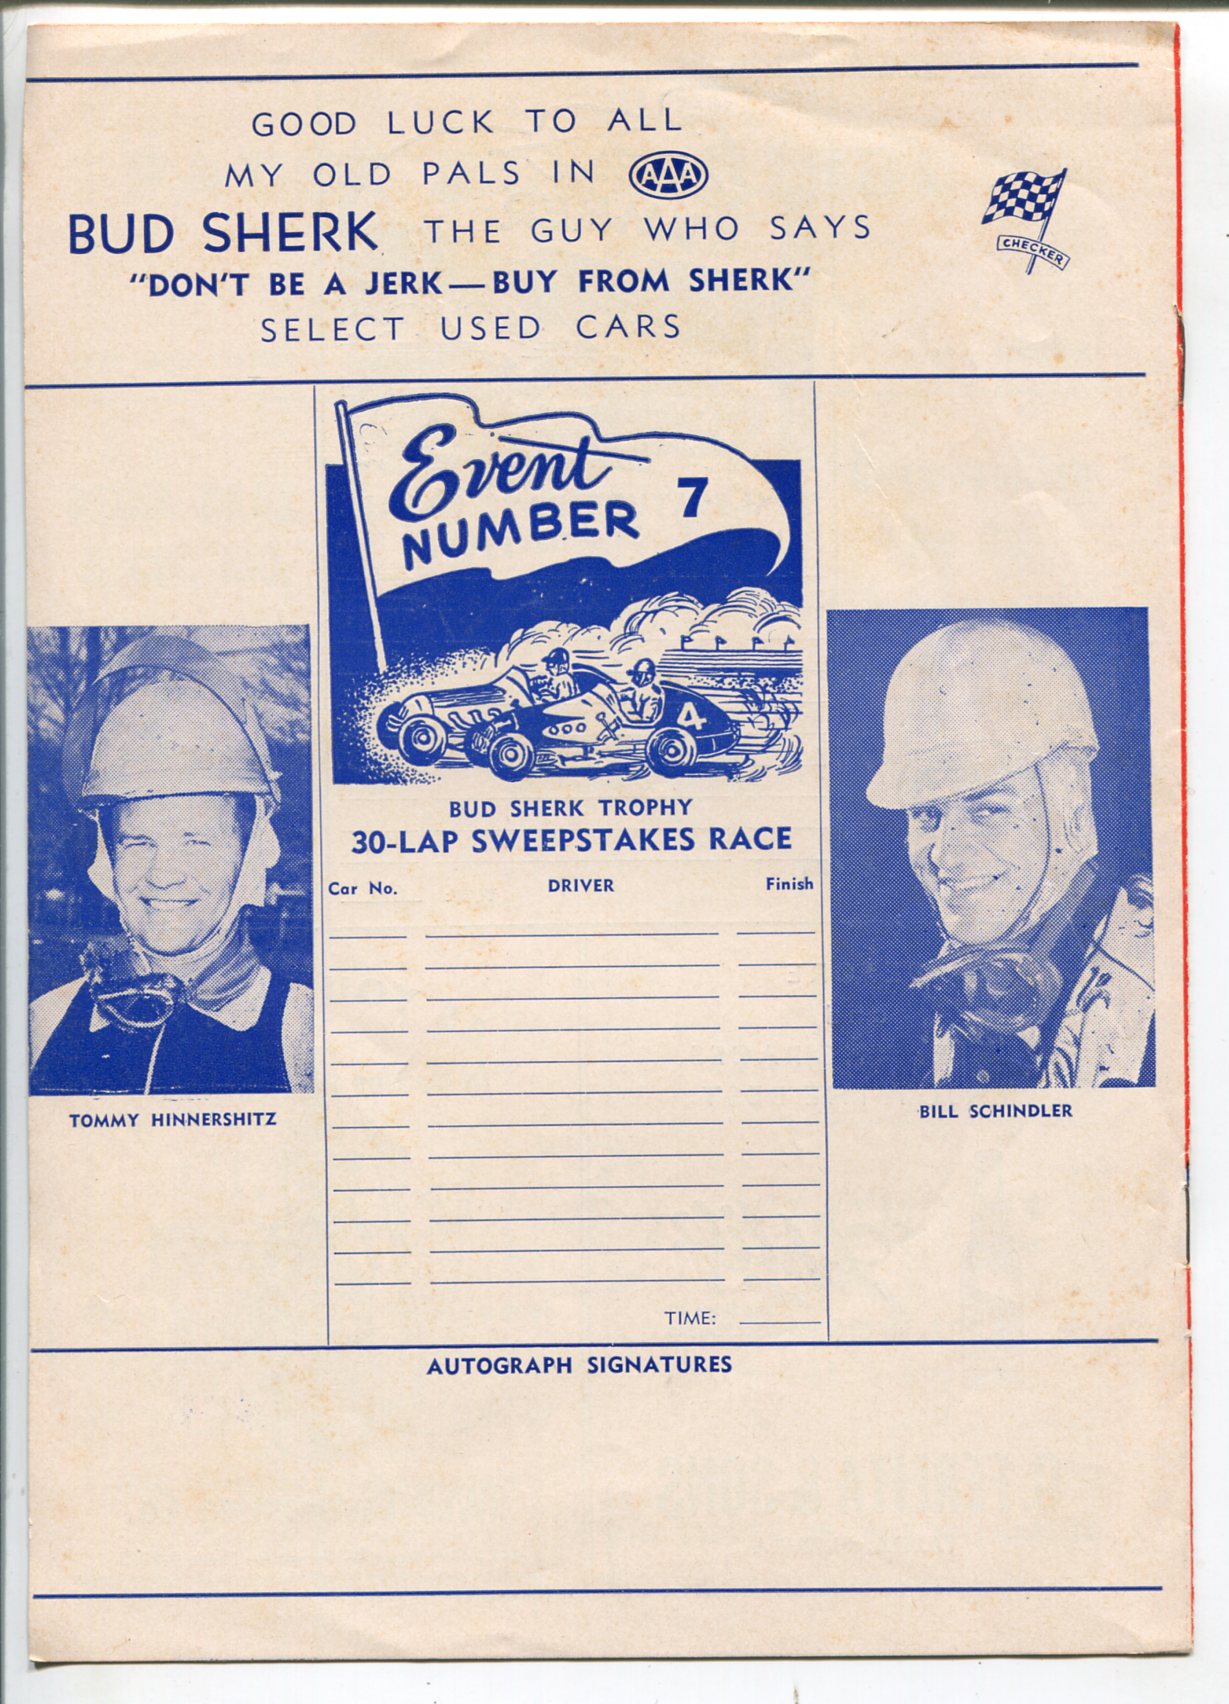 GOOD LUCK TO ALL
MY OLD PALS IN AAA
BUD SHERK THE GUY WHO SAYS
"DON'T BE A JERK—BUY FROM SHERK"
SELECT USED CARS
CHECKER
Event
NUMBER 7
4
BUD SHERK TROPHY
30-LAP SWEEPSTAKES RACE
Car No. DRIVER Finish
TOMMY HINNERSHITZ
BILL SCHINDLER
TIME:
AUTOGRAPH SIGNATURES